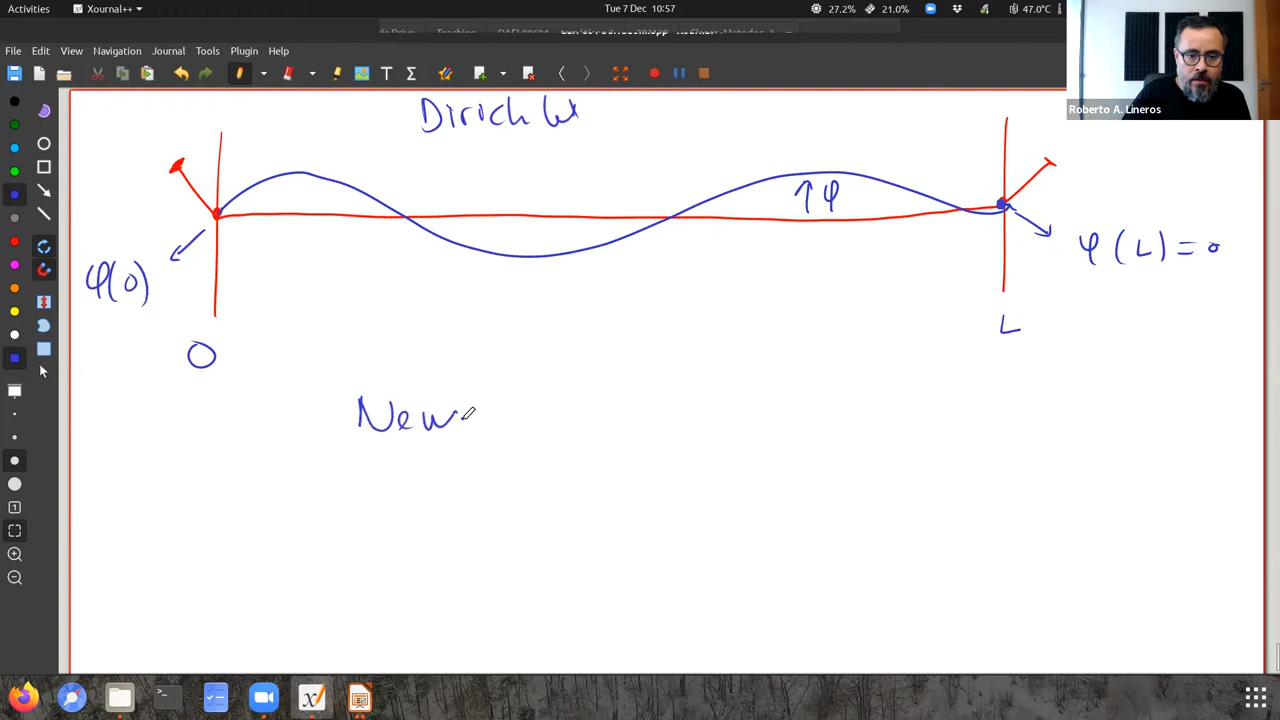 Activities
Xournal++
Tue 7 Dec 10:57
27.2%
21.0%
47.0°C
File Edit View Navigation Journal Tools Plugin Help
Roberto A. Lineros
Dirichlet
↑ φ
φ(0)
φ(L) = 0
0
L
New